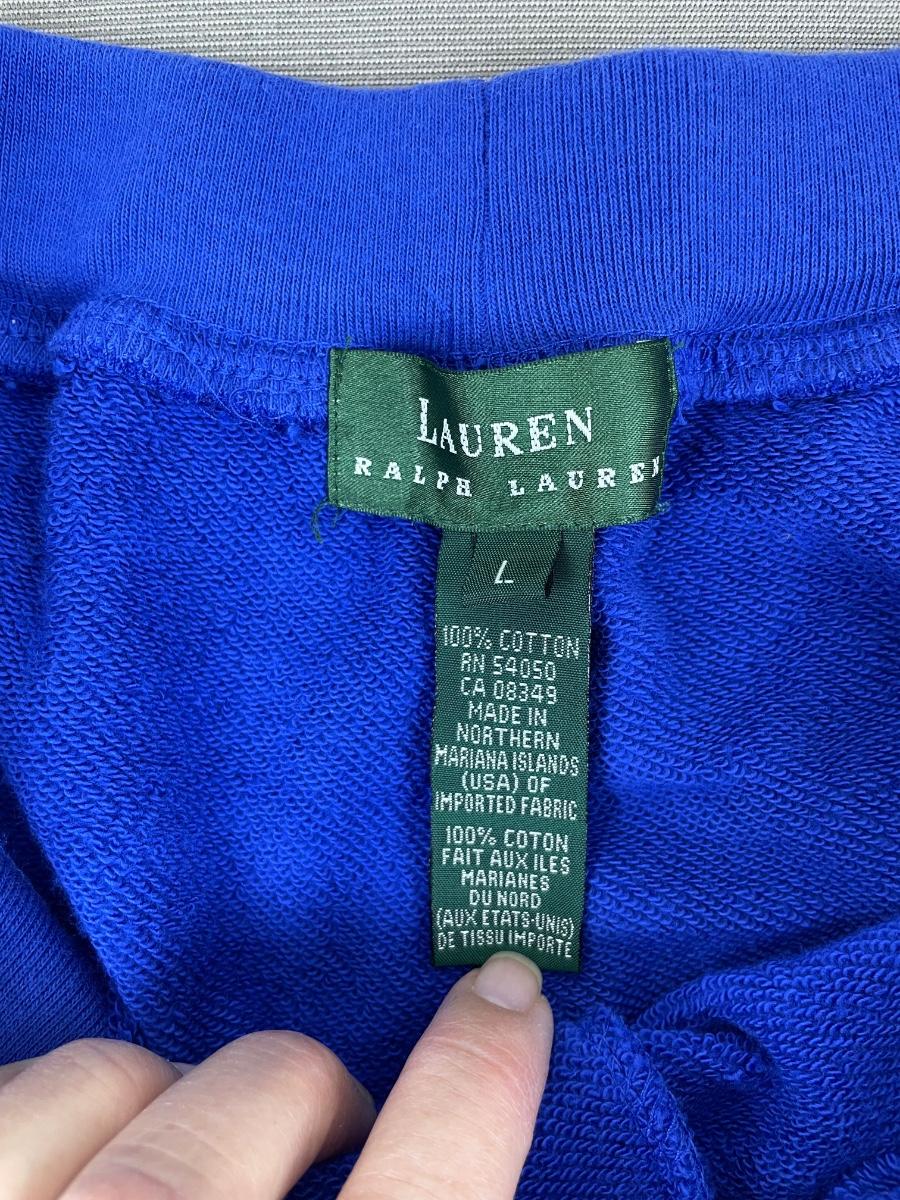 LAUREN
RALPH LAUREN
L
100% COTTON
RN 54050
CA 08349
MADE IN
NORTHERN
MARIANA ISLANDS
(USA) OF
IMPORTED FABRIC
100% COTON
FAIT AUX ILES
MARIANES
DU NORD
(AUX ETATS-UNIS)
DE TISSU IMPORTE